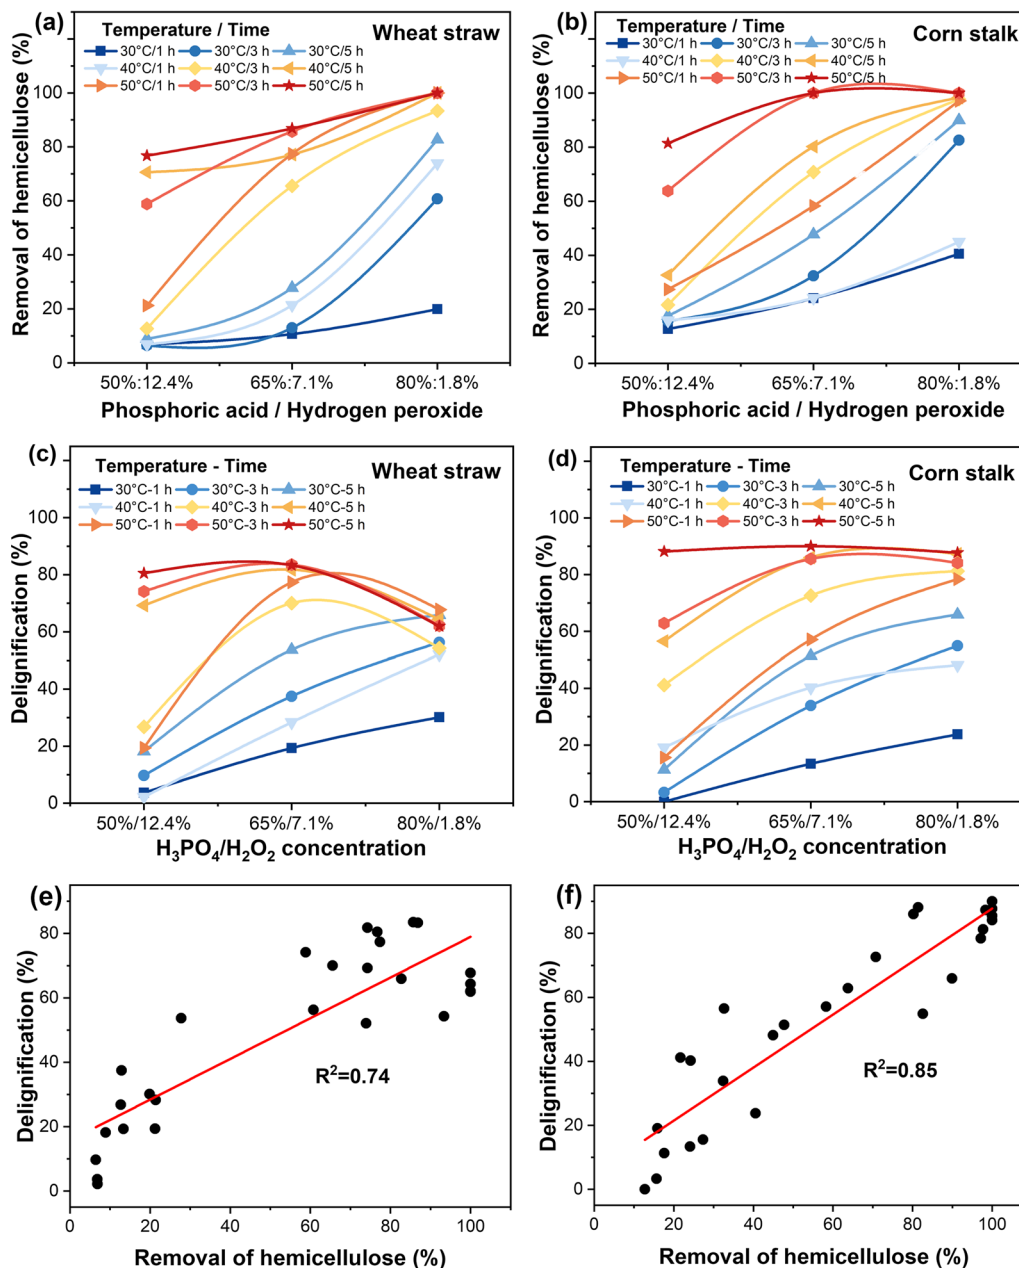 (a)
Temperature / Time
Wheat straw
30°C/1 h 30°C/3 h 30°C/5 h
40°C/1 h 40°C/3 h 40°C/5 h
50°C/1 h 50°C/3 h 50°C/5 h
Removal of hemicellulose (%)
100
80
60
40
20
0
50%:12.4% 65%:7.1% 80%:1.8%
Phosphoric acid / Hydrogen peroxide
(b)
Temperature / Time
Corn stalk
30°C/1 h 30°C/3 h 30°C/5 h
40°C/1 h 40°C/3 h 40°C/5 h
50°C/1 h 50°C/3 h 50°C/5 h
Removal of hemicellulose (%)
100
80
60
40
20
0
50%:12.4% 65%:7.1% 80%:1.8%
Phosphoric acid / Hydrogen peroxide
(c)
Temperature - Time
Wheat straw
30°C-1 h 30°C-3 h 30°C-5 h
40°C-1 h 40°C-3 h 40°C-5 h
50°C-1 h 50°C-3 h 50°C-5 h
Delignification (%)
100
80
60
40
20
0
50%/12.4% 65%/7.1% 80%/1.8%
H₃PO₄/H₂O₂ concentration
(d)
Temperature - Time
Corn stalk
30°C-1 h 30°C-3 h 30°C-5 h
40°C-1 h 40°C-3 h 40°C-5 h
50°C-1 h 50°C-3 h 50°C-5 h
Delignification (%)
100
80
60
40
20
0
50%/12.4% 65%/7.1% 80%/1.8%
H₃PO₄/H₂O₂ concentration
(e)
Delignification (%)
80
60
40
20
0
R²=0.74
0 20 40 60 80 100
Removal of hemicellulose (%)
(f)
Delignification (%)
80
60
40
20
0
R²=0.85
0 20 40 60 80 100
Removal of hemicellulose (%)